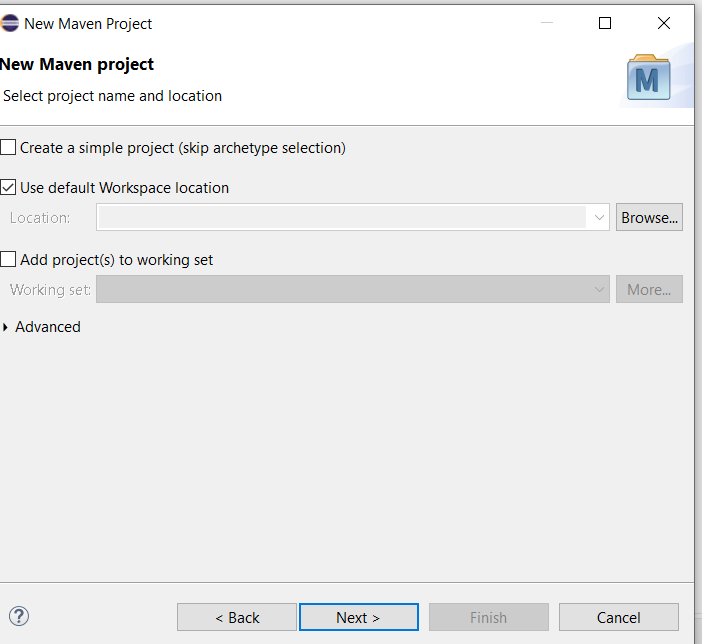 New Maven Project
New Maven project
Select project name and location
M
Create a simple project (skip archetype selection)
Use default Workspace location
Location:
Browse...
Add project(s) to working set
Working set:
More...
Advanced
?
< Back
Next >
Finish
Cancel